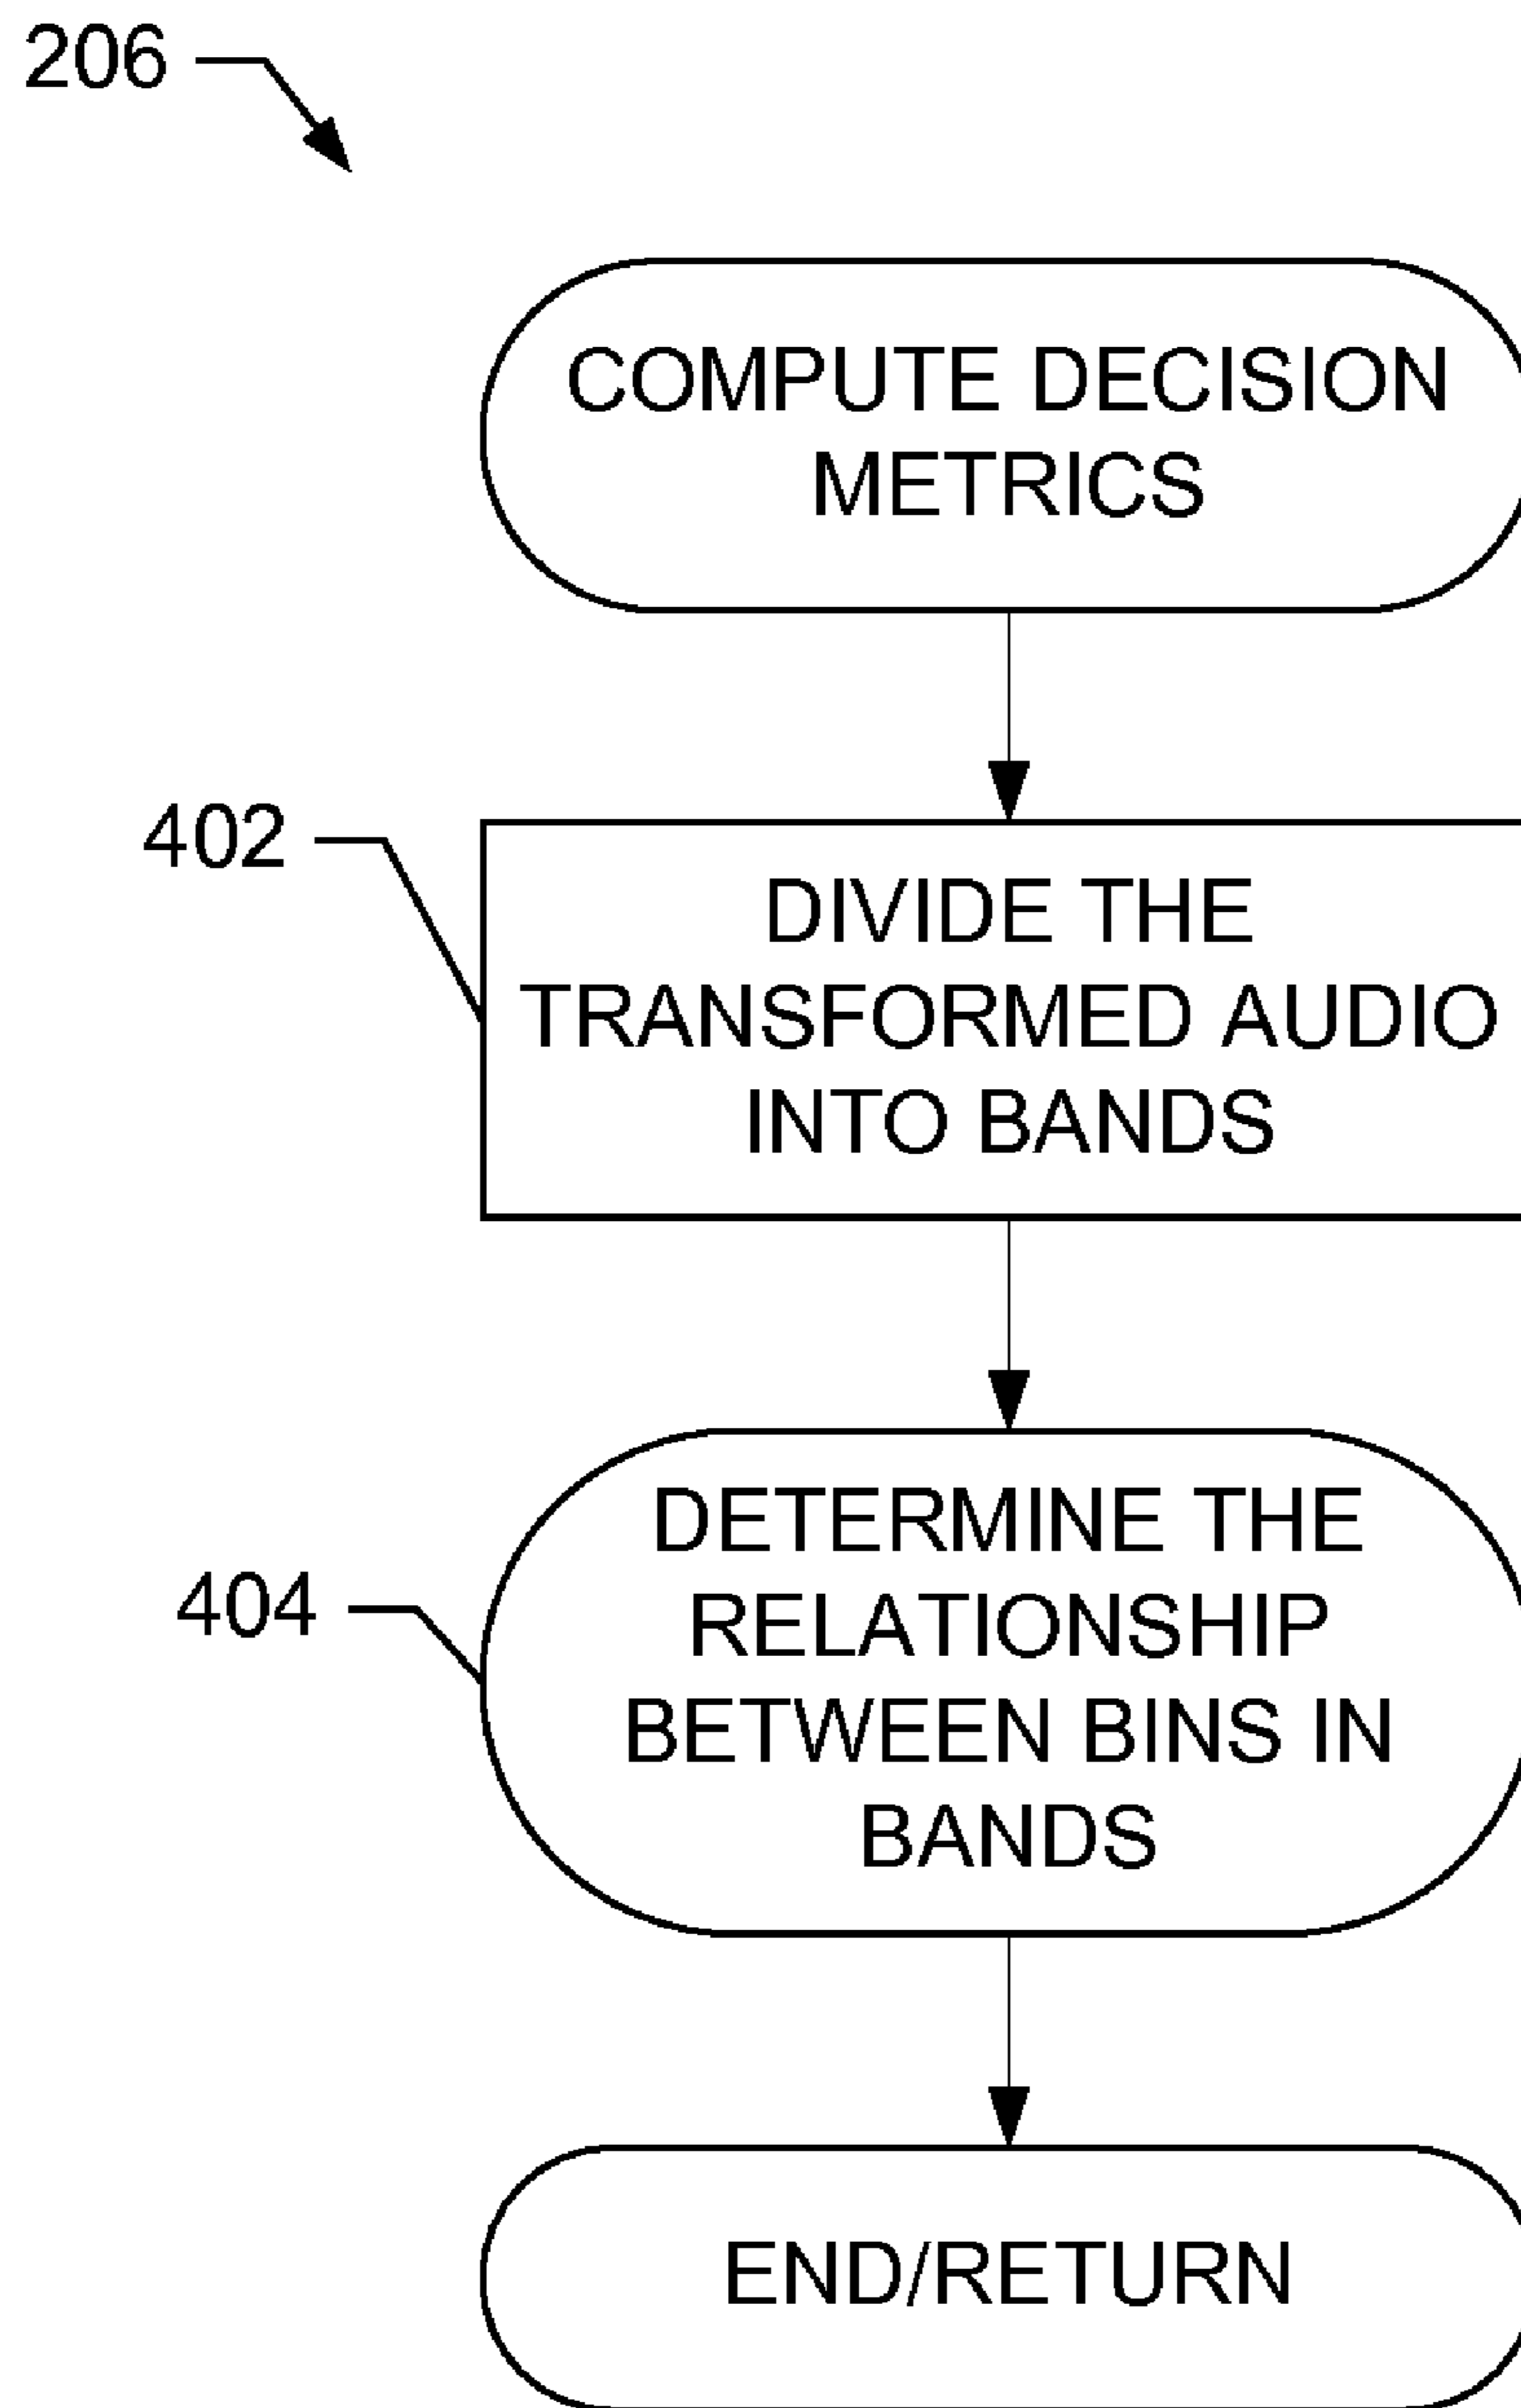 206
COMPUTE DECISION
METRICS
402
DIVIDE THE
TRANSFORMED AUDIO
INTO BANDS
DETERMINE THE
404
RELATIONSHIP
BETWEEN BINS IN
BANDS
END/RETURN